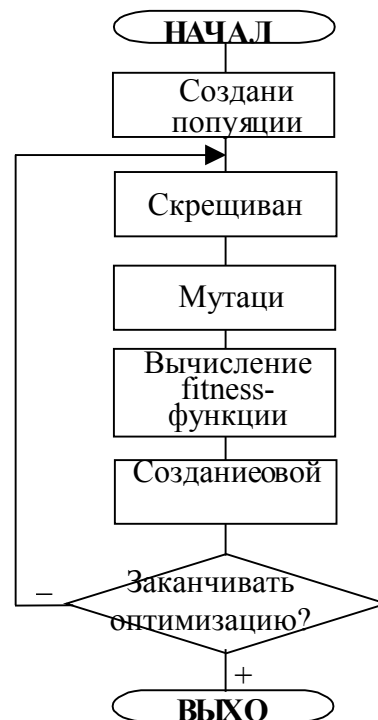 НАЧАЛ
Создани
попуяции
Скрещиван
Мутаци
Вычисление
fitness-
функции
Созданиеовой
Заканчивать
–
оптимизацию?
+
ВЫХО